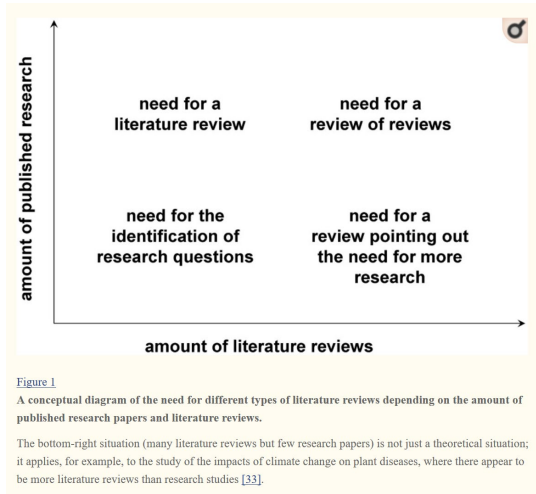 amount of published research
need for a
literature review
need for a
review of reviews
need for the
identification of
research questions
need for a
review pointing out
the need for more
research
amount of literature reviews
Figure 1
A conceptual diagram of the need for different types of literature reviews depending on the amount of
published research papers and literature reviews.
The bottom-right situation (many literature reviews but few research papers) is not just a theoretical situation;
it applies, for example, to the study of the impacts of climate change on plant diseases, where there appear to
be more literature reviews than research studies [33].